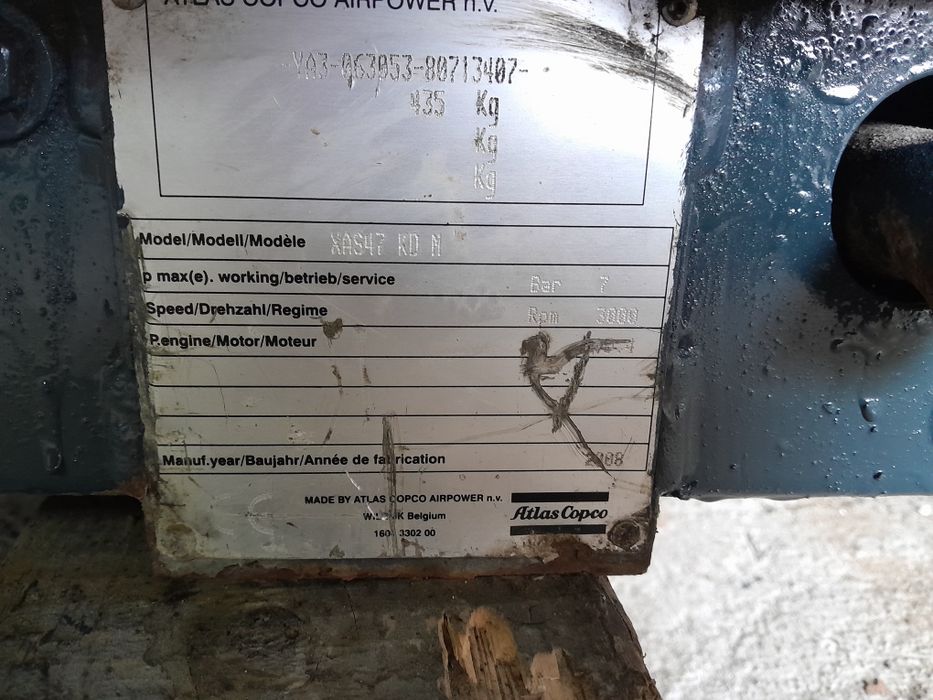 ATLAS COPCO AIRPOWER n.v.
YA3-063053-80713407-
435 Kg
Kg
Kg
Model/Modell/Modèle XAS47 KD M
p max(e). working/betrieb/service Bar 7
Speed/Drehzahl/Regime Rpm 3000
P.engine/Motor/Moteur
Manuf.year/Baujahr/Année de fabrication 2008
MADE BY ATLAS COPCO AIRPOWER n.v.
Belgium
Atlas Copco
3302 00